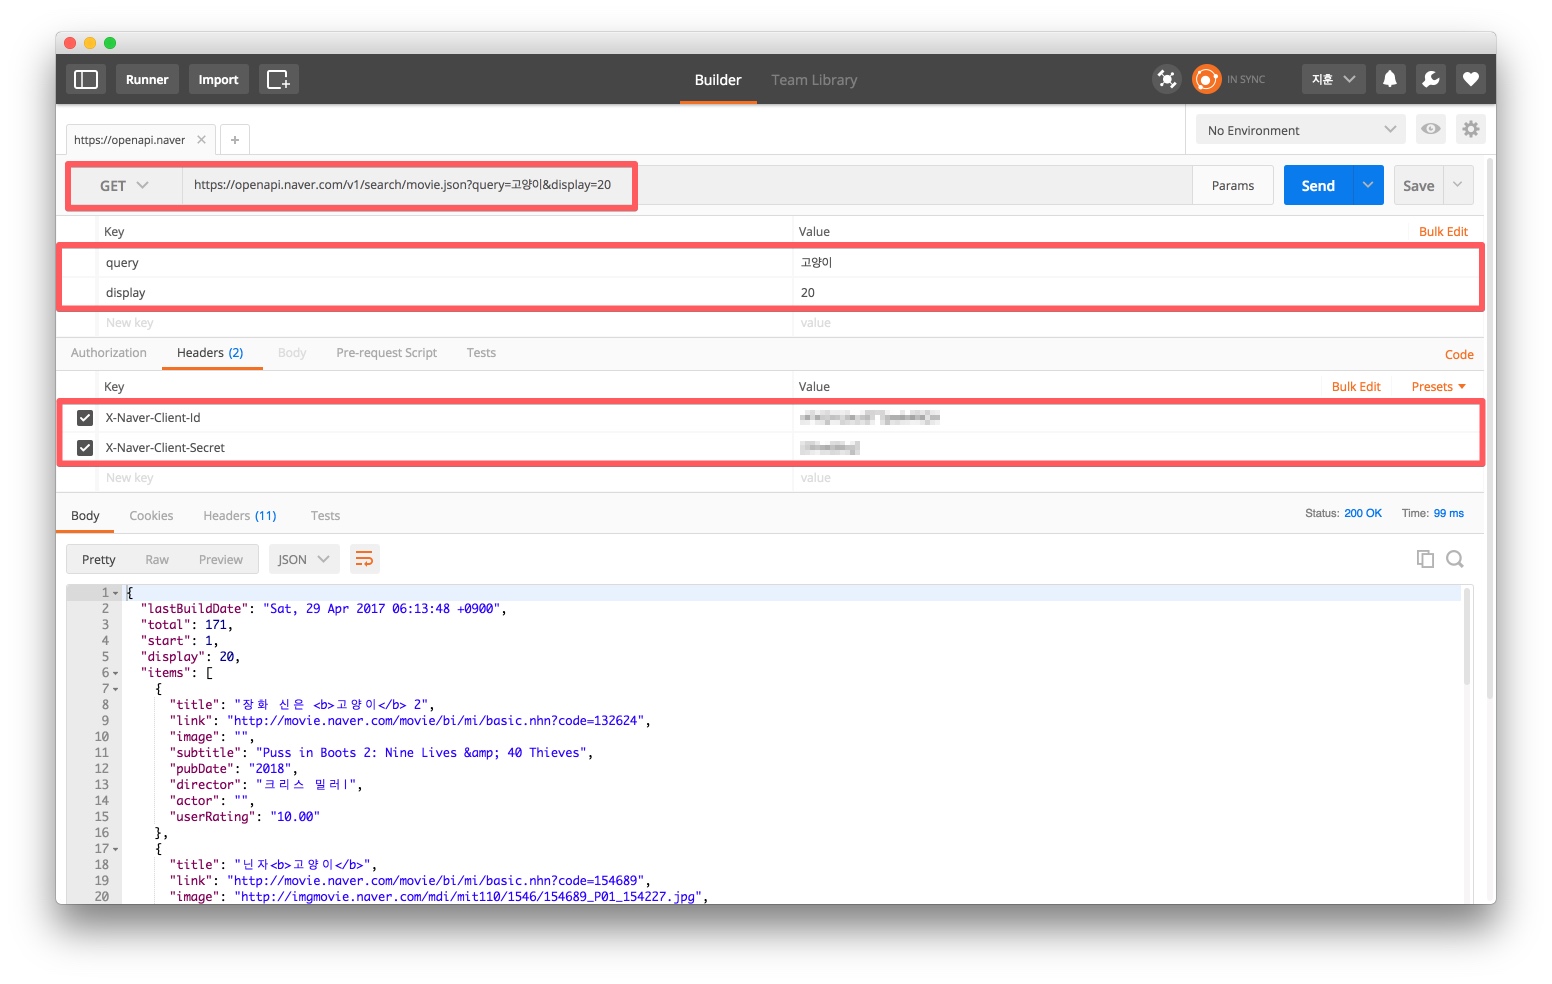 Runner Import Builder Team Library IN SYNC 지훈
https://openapi.naver No Environment
GET https://openapi.naver.com/v1/search/movie.json?query=고양이&display=20 Params Send Save
Key Value Bulk Edit
query 고양이
display 20
New key value
Authorization Headers (2) Body Pre-request Script Tests Code
Key Value Bulk Edit Presets
X-Naver-Client-Id
X-Naver-Client-Secret
New key value
Body Cookies Headers (11) Tests Status: 200 OK Time: 99 ms
Pretty Raw Preview JSON
1 {
2 "lastBuildDate": "Sat, 29 Apr 2017 06:13:48 +0900",
3 "total": 171,
4 "start": 1,
5 "display": 20,
6 "items": [
7 {
8 "title": "장화 신은 <b>고양이</b> 2",
9 "link": "http://movie.naver.com/movie/bi/mi/basic.nhn?code=132624",
10 "image": "",
11 "subtitle": "Puss in Boots 2: Nine Lives &amp; 40 Thieves",
12 "pubDate": "2018",
13 "director": "크리스 밀러|",
14 "actor": "",
15 "userRating": "10.00"
16 },
17 {
18 "title": "닌자<b>고양이</b>",
19 "link": "http://movie.naver.com/movie/bi/mi/basic.nhn?code=154689",
20 "image": "http://imgmovie.naver.com/mdi/mit110/1546/154689_P01_154227.jpg",